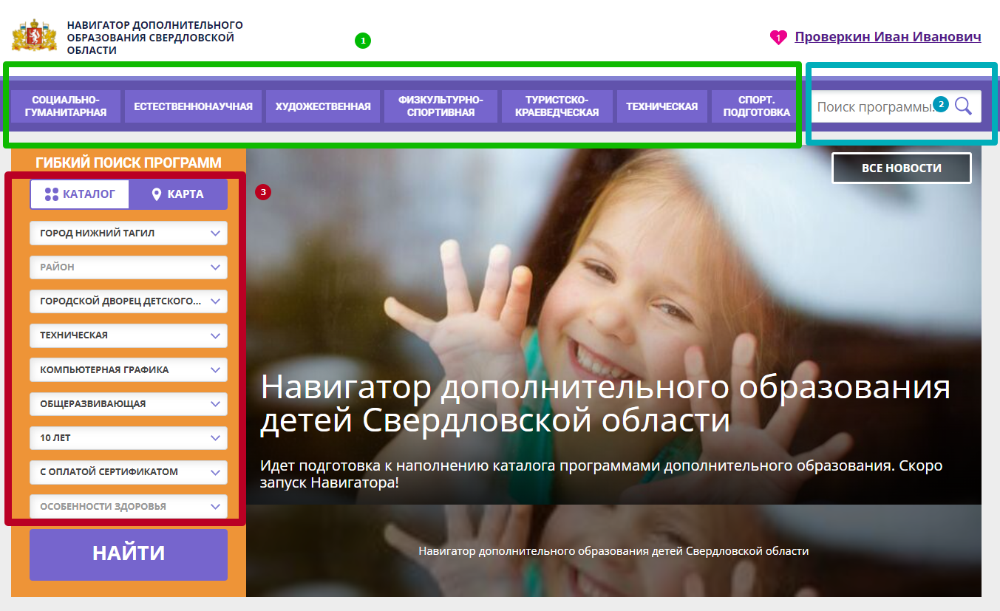 НАВИГАТОР ДОПОЛНИТЕЛЬНОГО
ОБРАЗОВАНИЯ СВЕРДЛОВСКОЙ
ОБЛАСТИ
1
1
Проверкин Иван Иванович
СОЦИАЛЬНО-
ГУМАНИТАРНАЯ
ЕСТЕСТВЕННОНАУЧНАЯ
ХУДОЖЕСТВЕННАЯ
ФИЗКУЛЬТУРНО-
СПОРТИВНАЯ
ТУРИСТСКО-
КРАЕВЕДЧЕСКАЯ
ТЕХНИЧЕСКАЯ
СПОРТ.
ПОДГОТОВКА
Поиск программы.
2
ГИБКИЙ ПОИСК ПРОГРАММ
КАТАЛОГ
КАРТА
3
ГОРОД НИЖНИЙ ТАГИЛ
РАЙОН
ГОРОДСКОЙ ДВОРЕЦ ДЕТСКОГО...
ТЕХНИЧЕСКАЯ
КОМПЬЮТЕРНАЯ ГРАФИКА
ОБЩЕРАЗВИВАЮЩАЯ
10 ЛЕТ
С ОПЛАТОЙ СЕРТИФИКАТОМ
ОСОБЕННОСТИ ЗДОРОВЬЯ
НАЙТИ
ВСЕ НОВОСТИ
Навигатор дополнительного образования
детей Свердловской области
Идет подготовка к наполнению каталога программами дополнительного образования. Скоро
запуск Навигатора!
Навигатор дополнительного образования детей Свердловской области